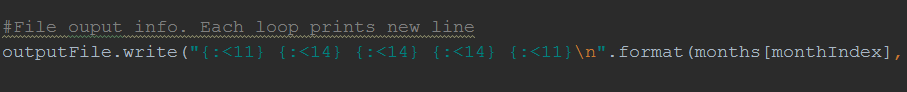 #File ouput info. Each loop prints new line
outputFile.write("{:<11} {:<14} {:<14} {:<14} {:<11}\n".format(months[monthIndex],